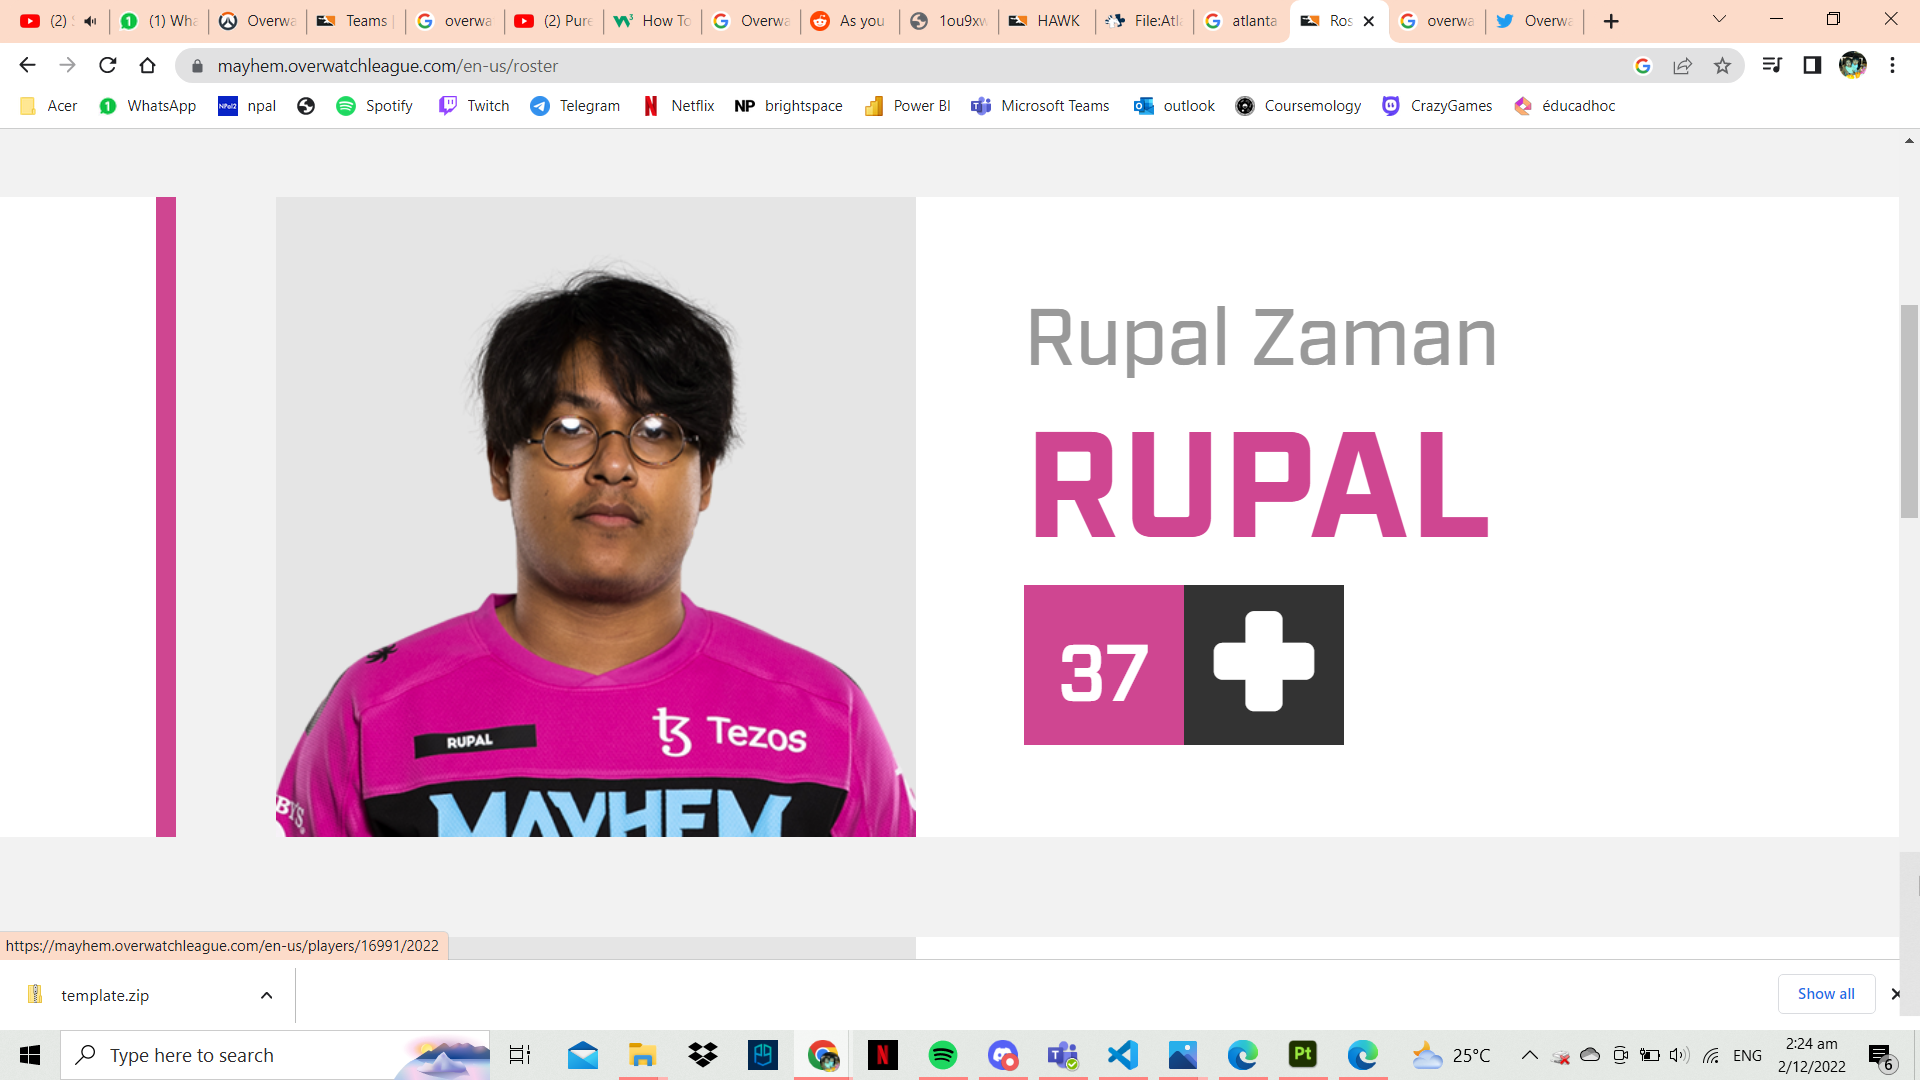 (2)
(1) Wha
Overwa
Teams
overwa
(2) Pure
How To
Overwa
As you
1ou9xw
HAWK
File:Atl
atlanta
Ros
overwa
Overwa
mayhem.overwatchleague.com/en-us/roster
Acer
WhatsApp
npal
Spotify
Twitch
Telegram
Netflix
NP brightspace
Power BI
Microsoft Teams
outlook
Coursemology
CrazyGames
éducadhoc
Rupal Zaman
RUPAL
37
RUPAL
Tezos
MAYHEM
https://mayhem.overwatchleague.com/en-us/players/16991/2022
template.zip
Show all
Type here to search
Pt
25°C
ENG
2:24 am
2/12/2022
6